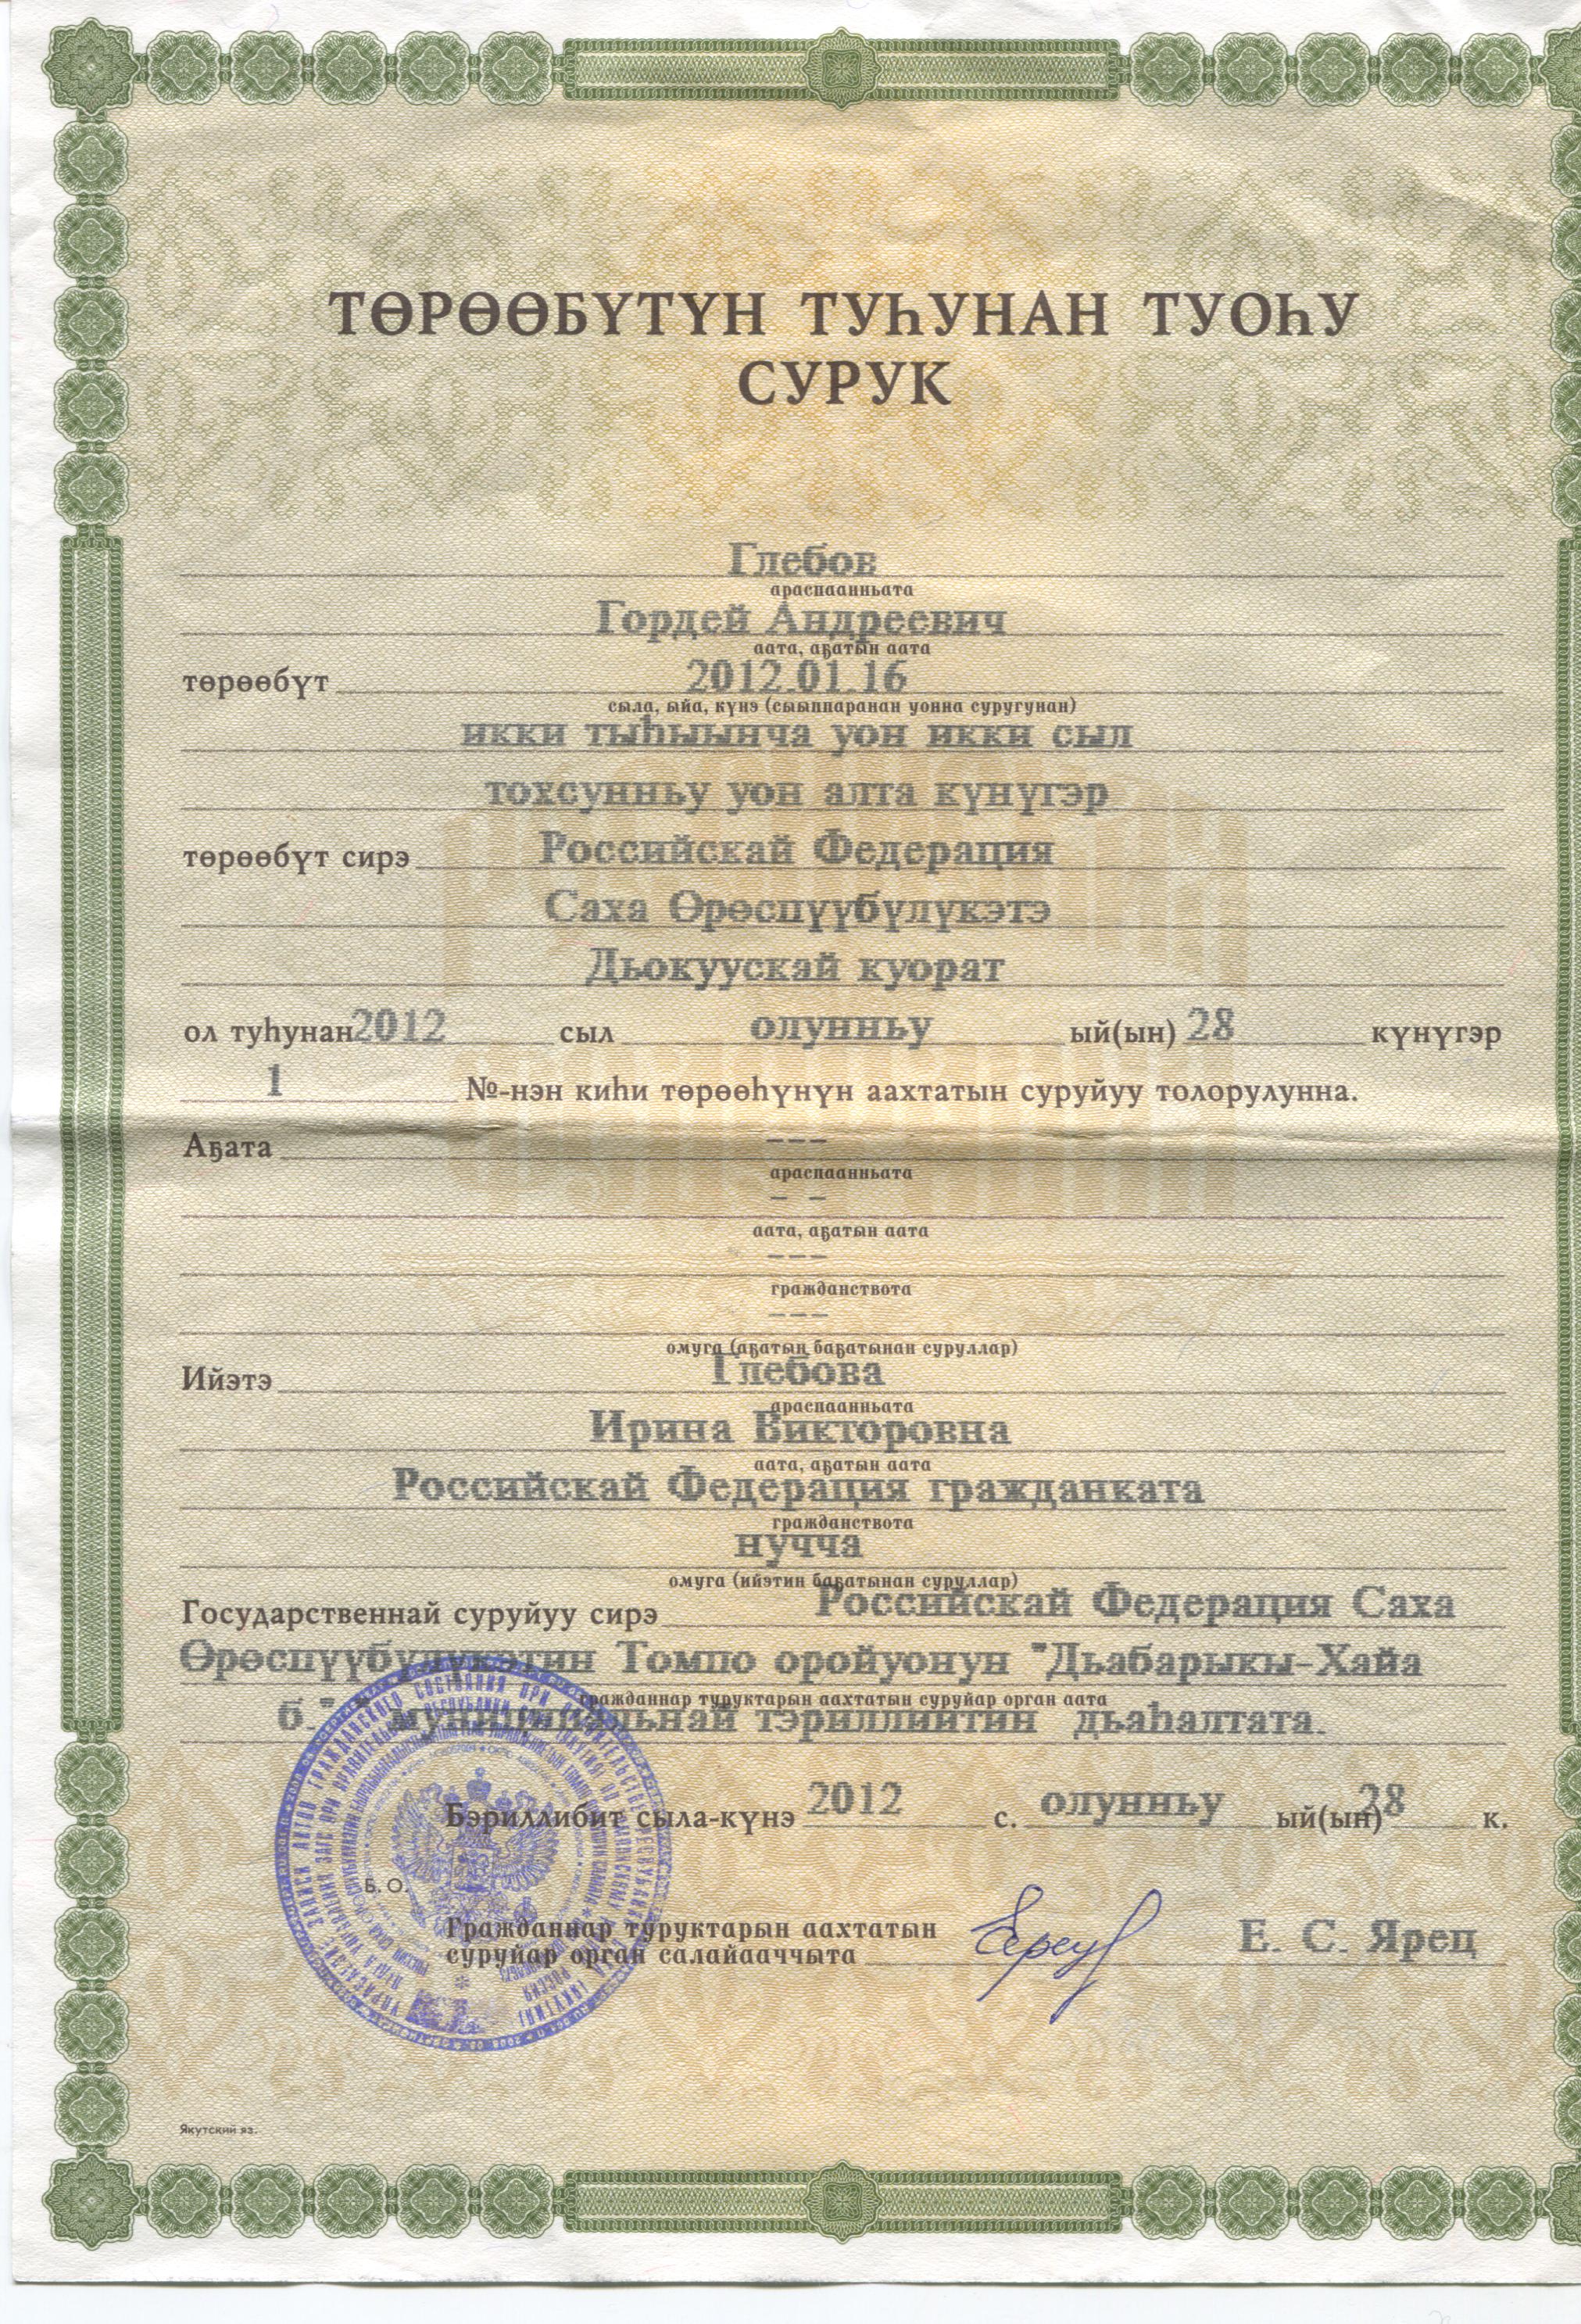 ТӨРӨӨБҮТҮН ТУҺУНАН ТУОҺУ
СУРУК
Глебов
араспаанньата
Гордей Андреевич
аата, аҕатын аата
төрөөбүт 2012.01.16
сыла, ыйа, күнэ (сыыппаранан уонна суругунан)
икки тыһыынча уон икки сыл
тохсунньу уон алта күнүгэр
төрөөбүт сирэ Российскай Федерация
Саха Өрөспүүбүлүкэтэ
Дьокуускай куорат
ол туһунан 2012 сыл олунньу ый(ын) 28 күнүгэр
1 №-нэн киһи төрөөһүнүн аахтатын суруйуу толорулунна.
Аҕата ---
араспаанньата
- -
аата, аҕатын аата
---
гражданствота
---
омуга (аҕатын баҕатынан суруллар)
Ийэтэ Глебова
араспаанньата
Ирина Викторовна
аата, аҕатын аата
Российскай Федерация гражданката
гражданствота
нучча
омуга (ийэтин баҕатынан суруллар)
Государственнай суруйуу сирэ Российскай Федерация Саха
Өрөспүүбүлүкэтин Томпо оройуонун "Дьабарыкы-Хайа
гражданнар туруктарын аахтатын суруйар орган аата
б." муниципальнай тэриллиитин дьаһалтата.
Бэриллибит сыла-күнэ 2012 с. олунньу ый(ын) 28 к.
Б. О.
Гражданнар туруктарын аахтатын
суруйар орган салайааччыта Е. С. Ярец
Якутский яз.